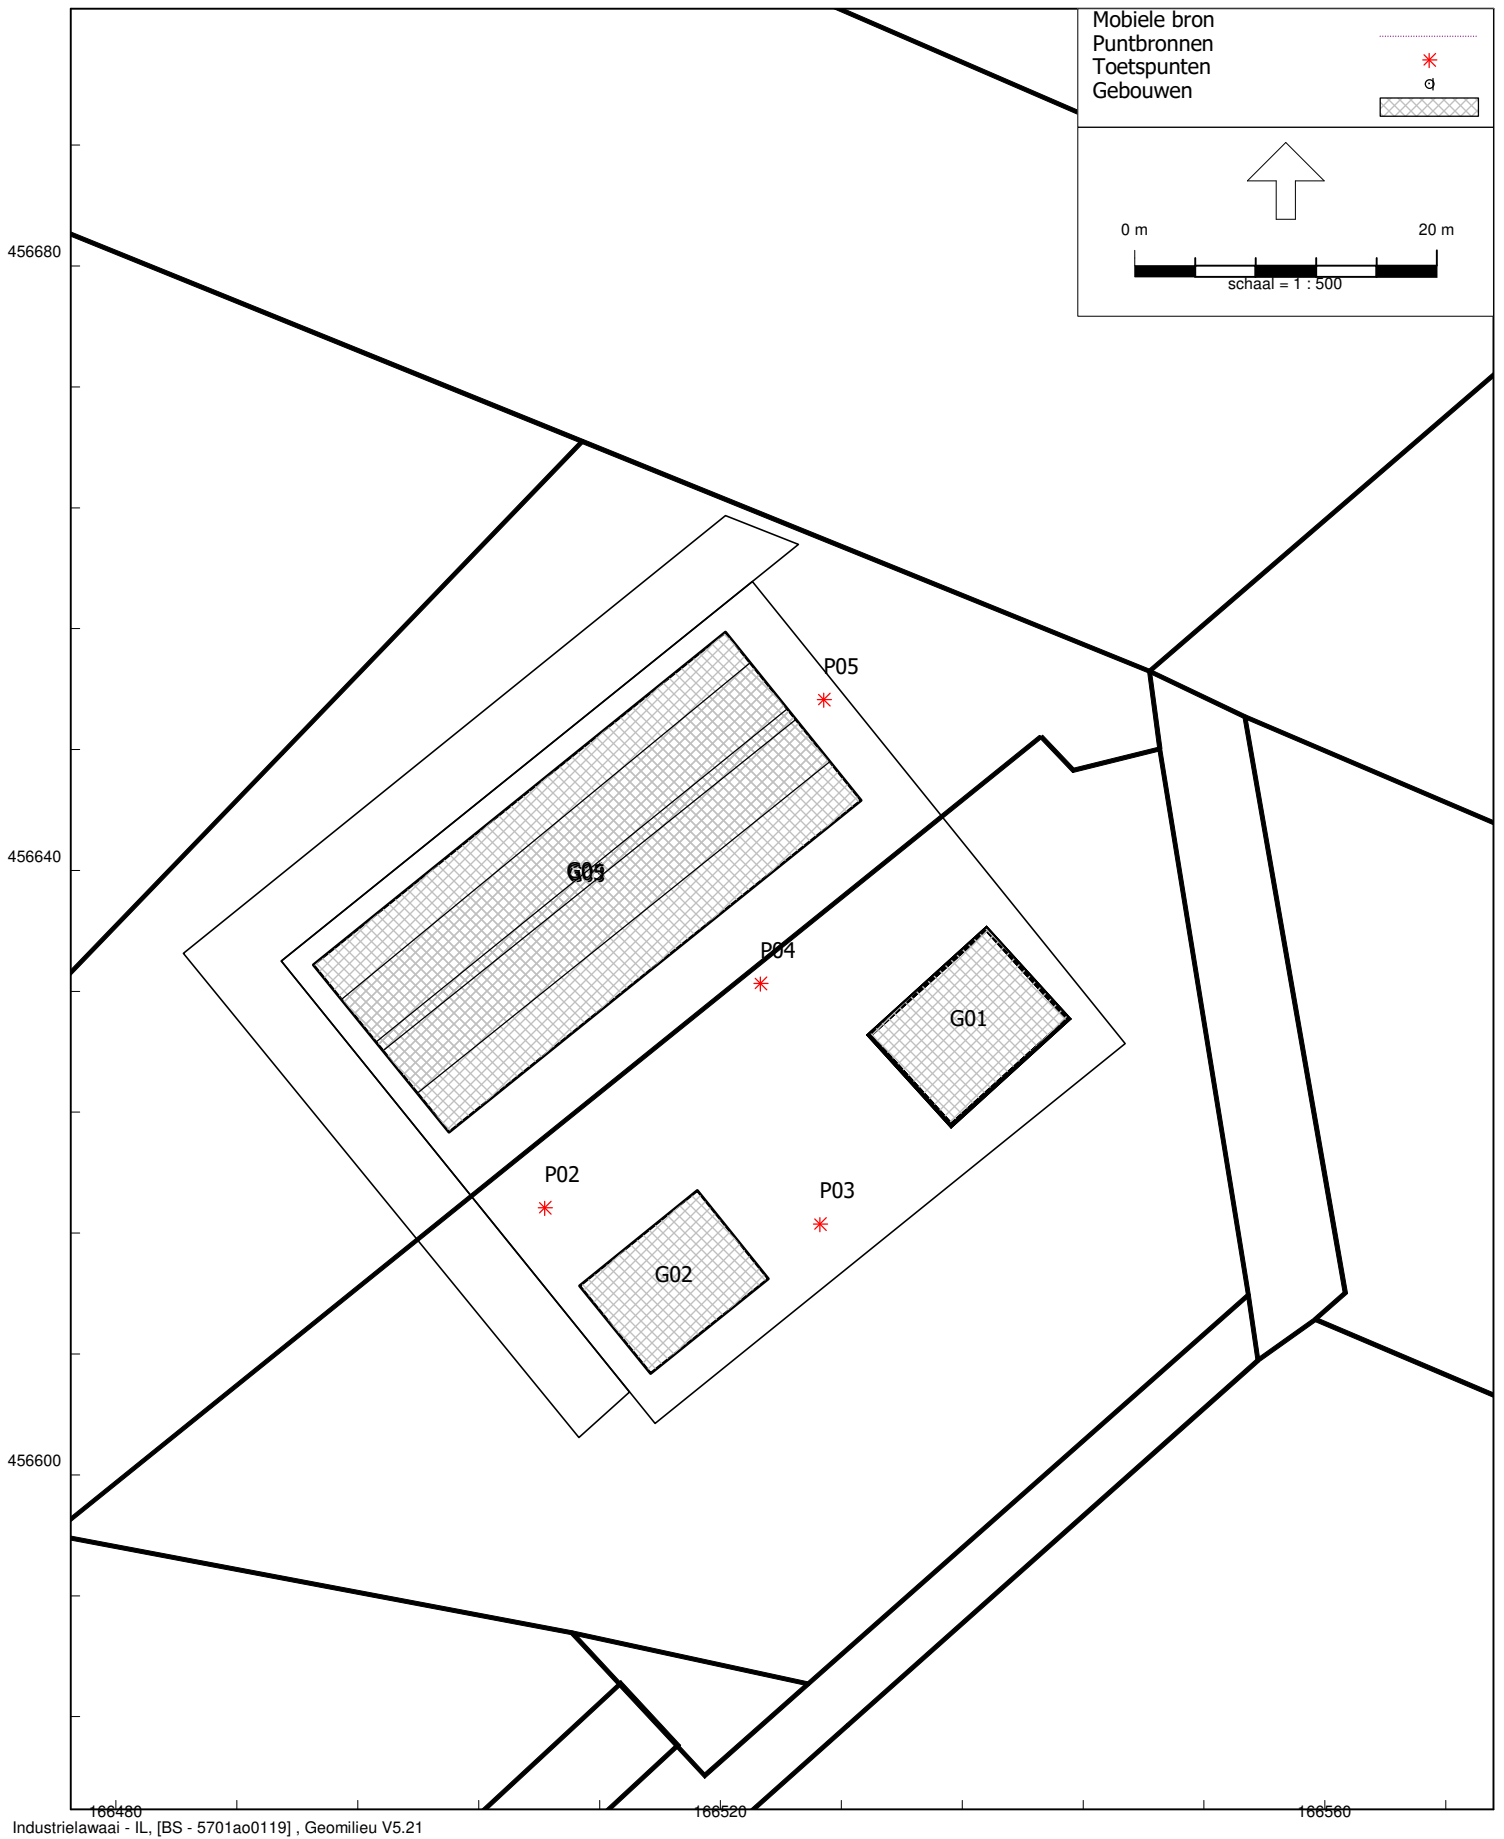 Mobiele bron
Puntbronnen
Toetspunten
Gebouwen
0 m 20 m
schaal = 1 : 500
456680
P05
456640
P04
G01
P02
P03
G02
456600
166480 166520 166560
Industrielawaai - IL, [BS - 5701ao0119] , Geomilieu V5.21